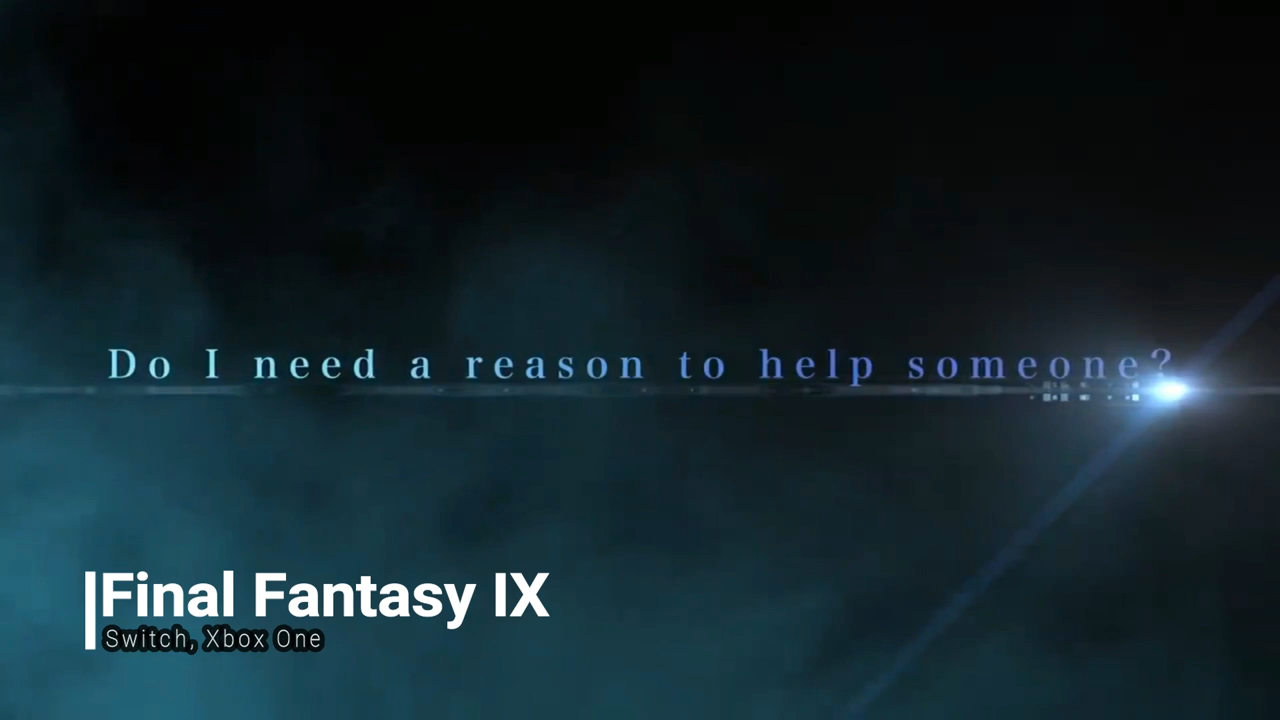 Do I need a reason to help someone?
Final Fantasy IX
Switch, Xbox One